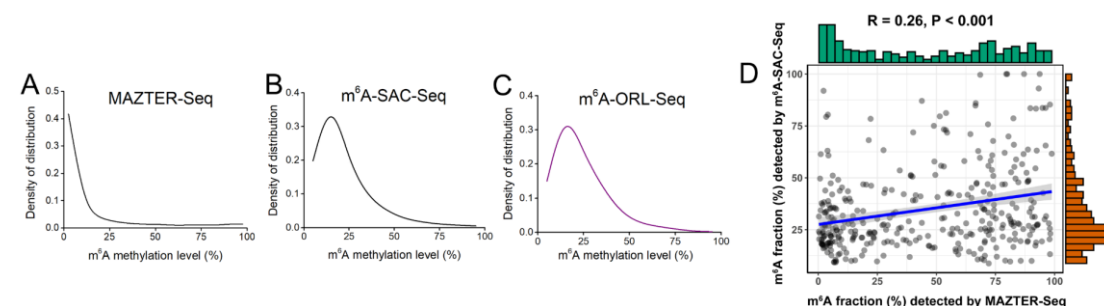 A
MAZTER-Seq
Density of distribution
0.5
0.4
0.3
0.2
0.1
0.0
0
25
50
75
100
m⁶A methylation level (%)
B
m⁶A-SAC-Seq
Density of distribution
0.4
0.3
0.2
0.1
0.0
0
25
50
75
100
m⁶A methylation level (%)
C
m⁶A-ORL-Seq
Density of distribution
0.4
0.3
0.2
0.1
0.0
0
25
50
75
100
m⁶A methylation level (%)
D
R = 0.26, P < 0.001
m⁶A fraction (%) detected by m⁶A-SAC-Seq
100
75
50
25
0
25
50
75
100
m⁶A fraction (%) detected by MAZTER-Seq